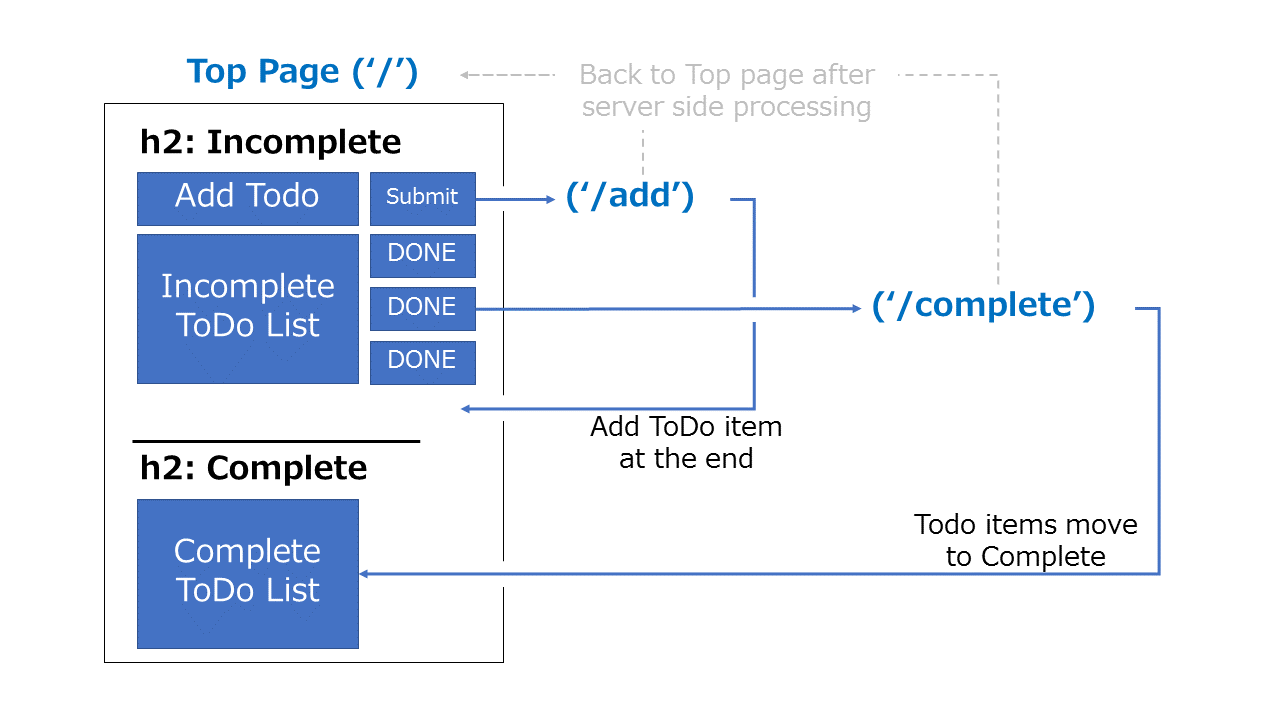 Top Page (‘/’)
Back to Top page after
server side processing
h2: Incomplete
Add Todo
Submit
(‘/add’)
DONE
Incomplete
ToDo List
DONE
(‘/complete’)
DONE
Add ToDo item
at the end
h2: Complete
Todo items move
to Complete
Complete
ToDo List